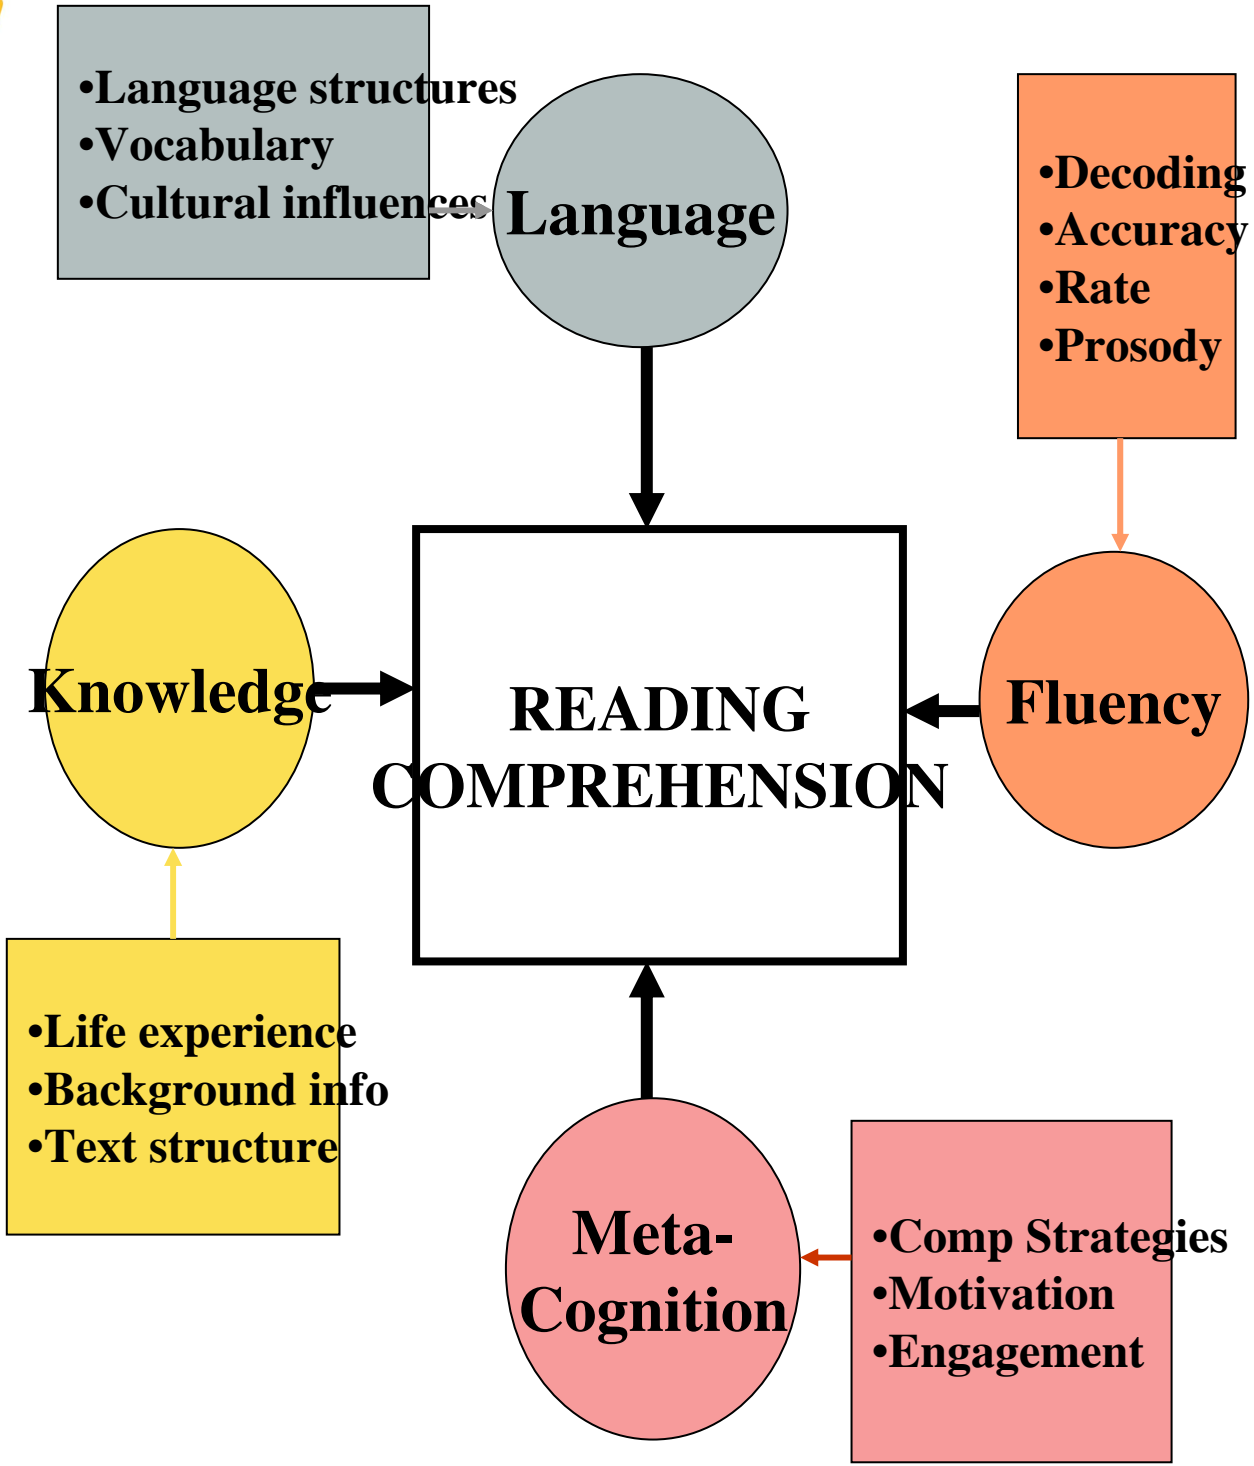 •Language structures
•Vocabulary
•Cultural influences
Language
•Decoding
•Accuracy
•Rate
•Prosody
Knowledge
READING
COMPREHENSION
Fluency
•Life experience
•Background info
•Text structure
Meta-
Cognition
•Comp Strategies
•Motivation
•Engagement